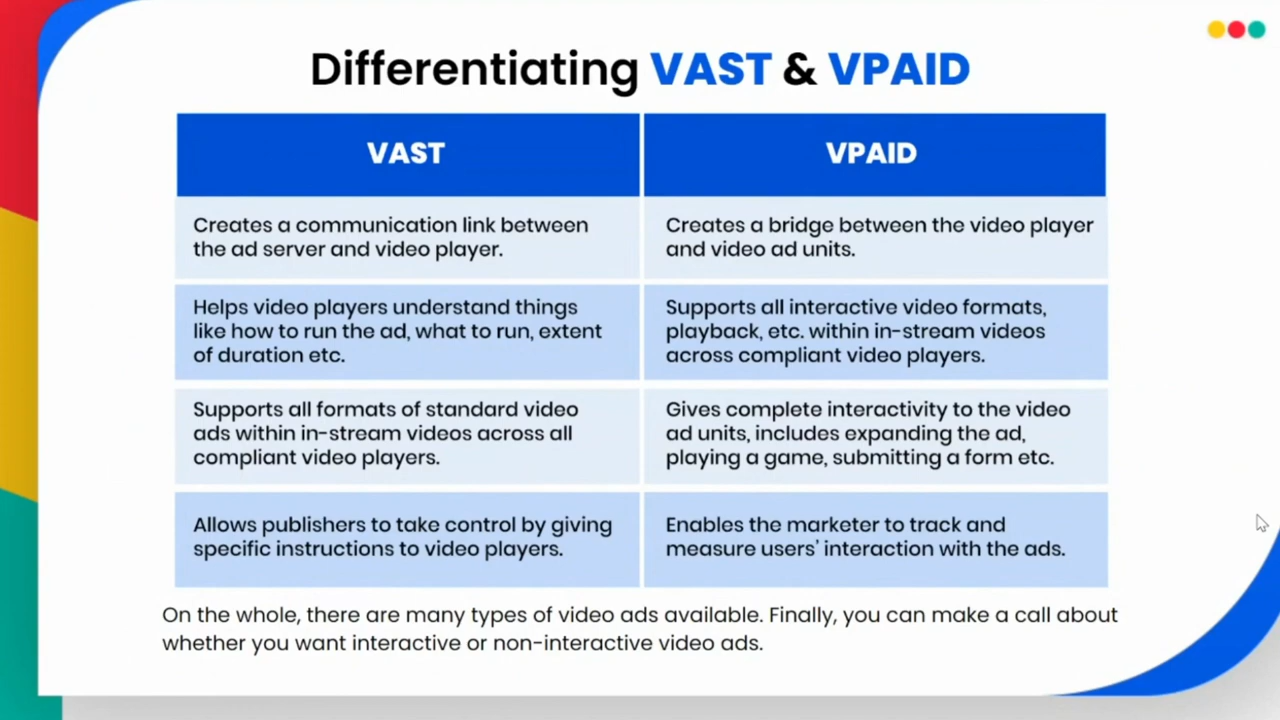 Differentiating VAST & VPAID
VAST
VPAID
Creates a communication link between
the ad server and video player.
Creates a bridge between the video player
and video ad units.
Helps video players understand things
like how to run the ad, what to run, extent
of duration etc.
Supports all interactive video formats,
playback, etc. within in-stream videos
across compliant video players.
Supports all formats of standard video
ads within in-stream videos across all
compliant video players.
Gives complete interactivity to the video
ad units, includes expanding the ad,
playing a game, submitting a form etc.
Allows publishers to take control by giving
specific instructions to video players.
Enables the marketer to track and
measure users' interaction with the ads.
On the whole, there are many types of video ads available. Finally, you can make a call about
whether you want interactive or non-interactive video ads.